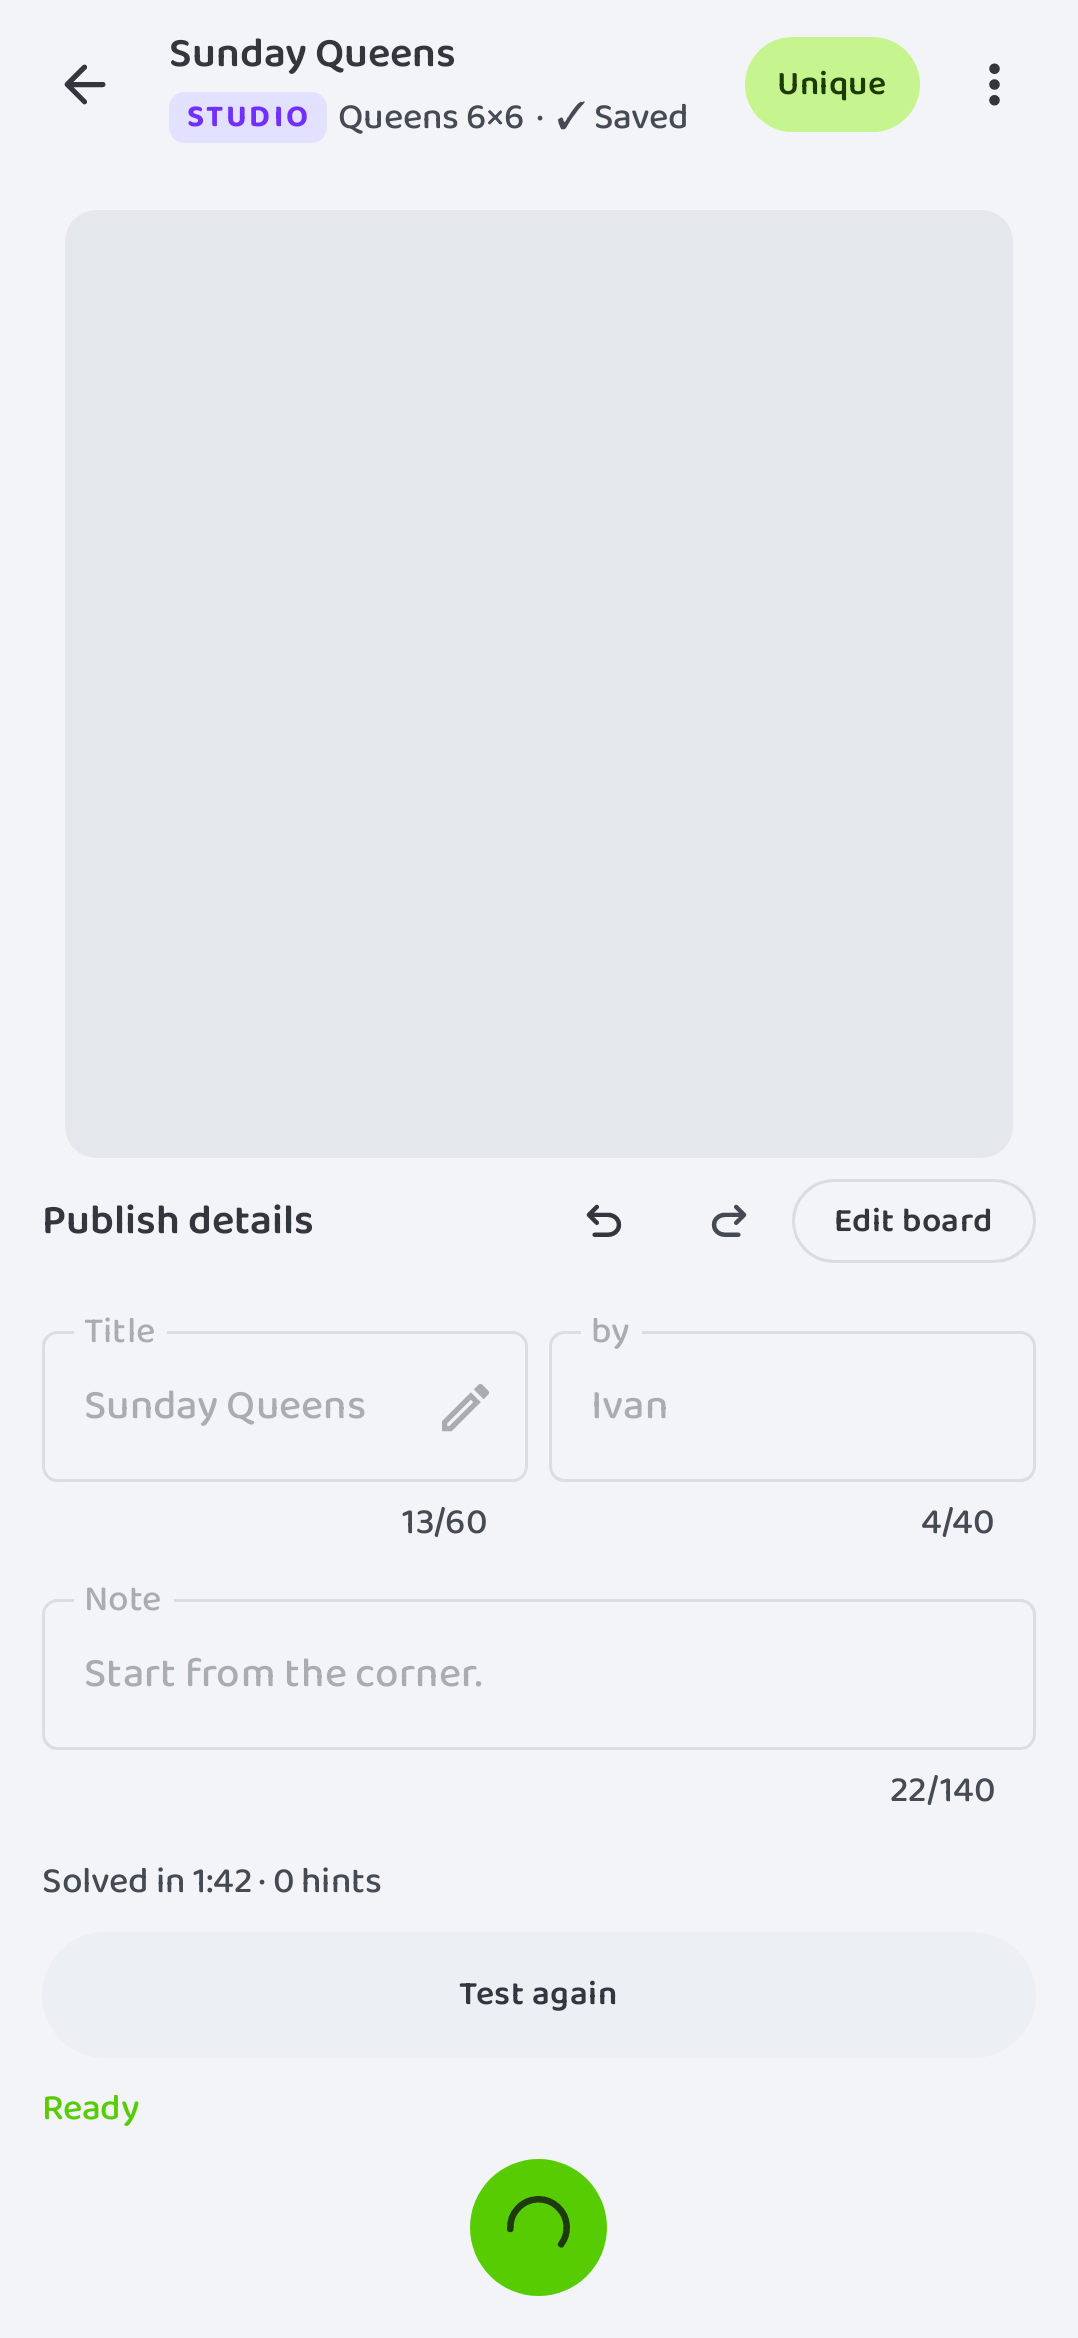 Sunday Queens
STUDIO Queens 6×6 · ✓ Saved
Unique
Publish details
Edit board
Title
Sunday Queens
13/60
by
Ivan
4/40
Note
Start from the corner.
22/140
Solved in 1:42 · 0 hints
Test again
Ready